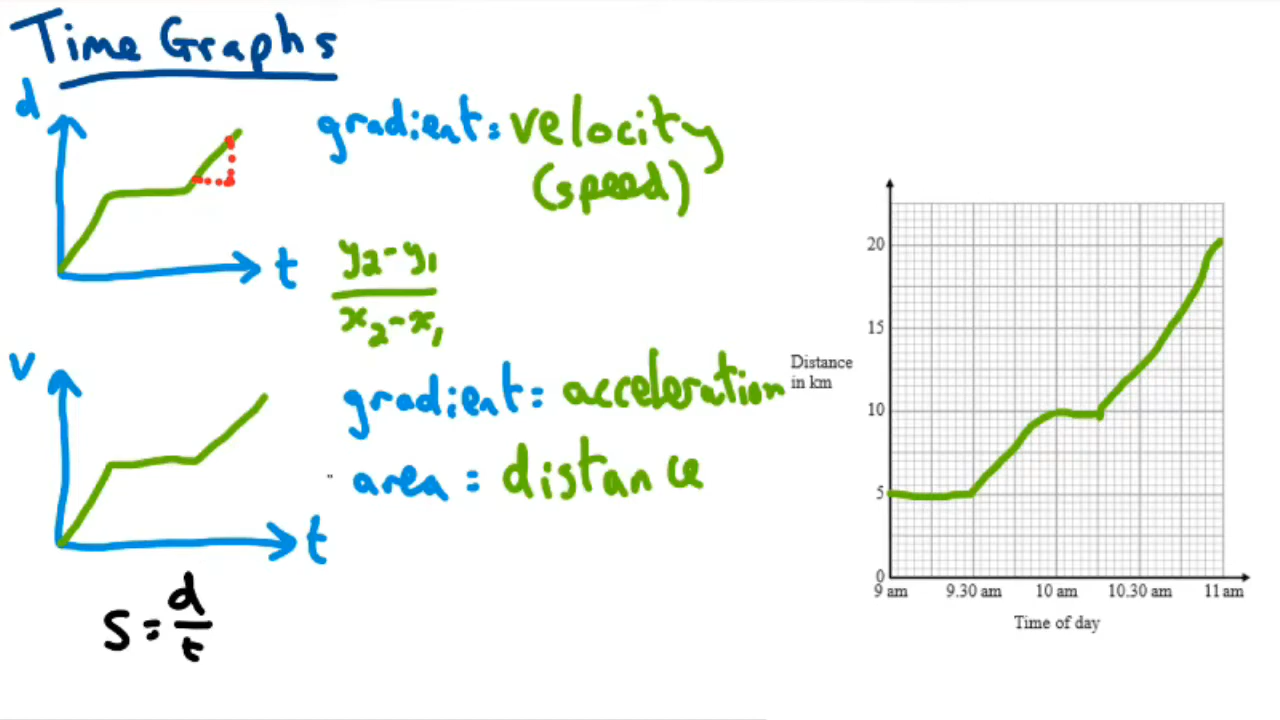 Time Graphs
d
gradient = velocity
(speed)
t
y₂-y₁
x₂-x₁
v
gradient = acceleration
area = distance
t
s = d
t
20
15
Distance
in km
10
5
0
9 am 9.30 am 10 am 10.30 am 11 am
Time of day